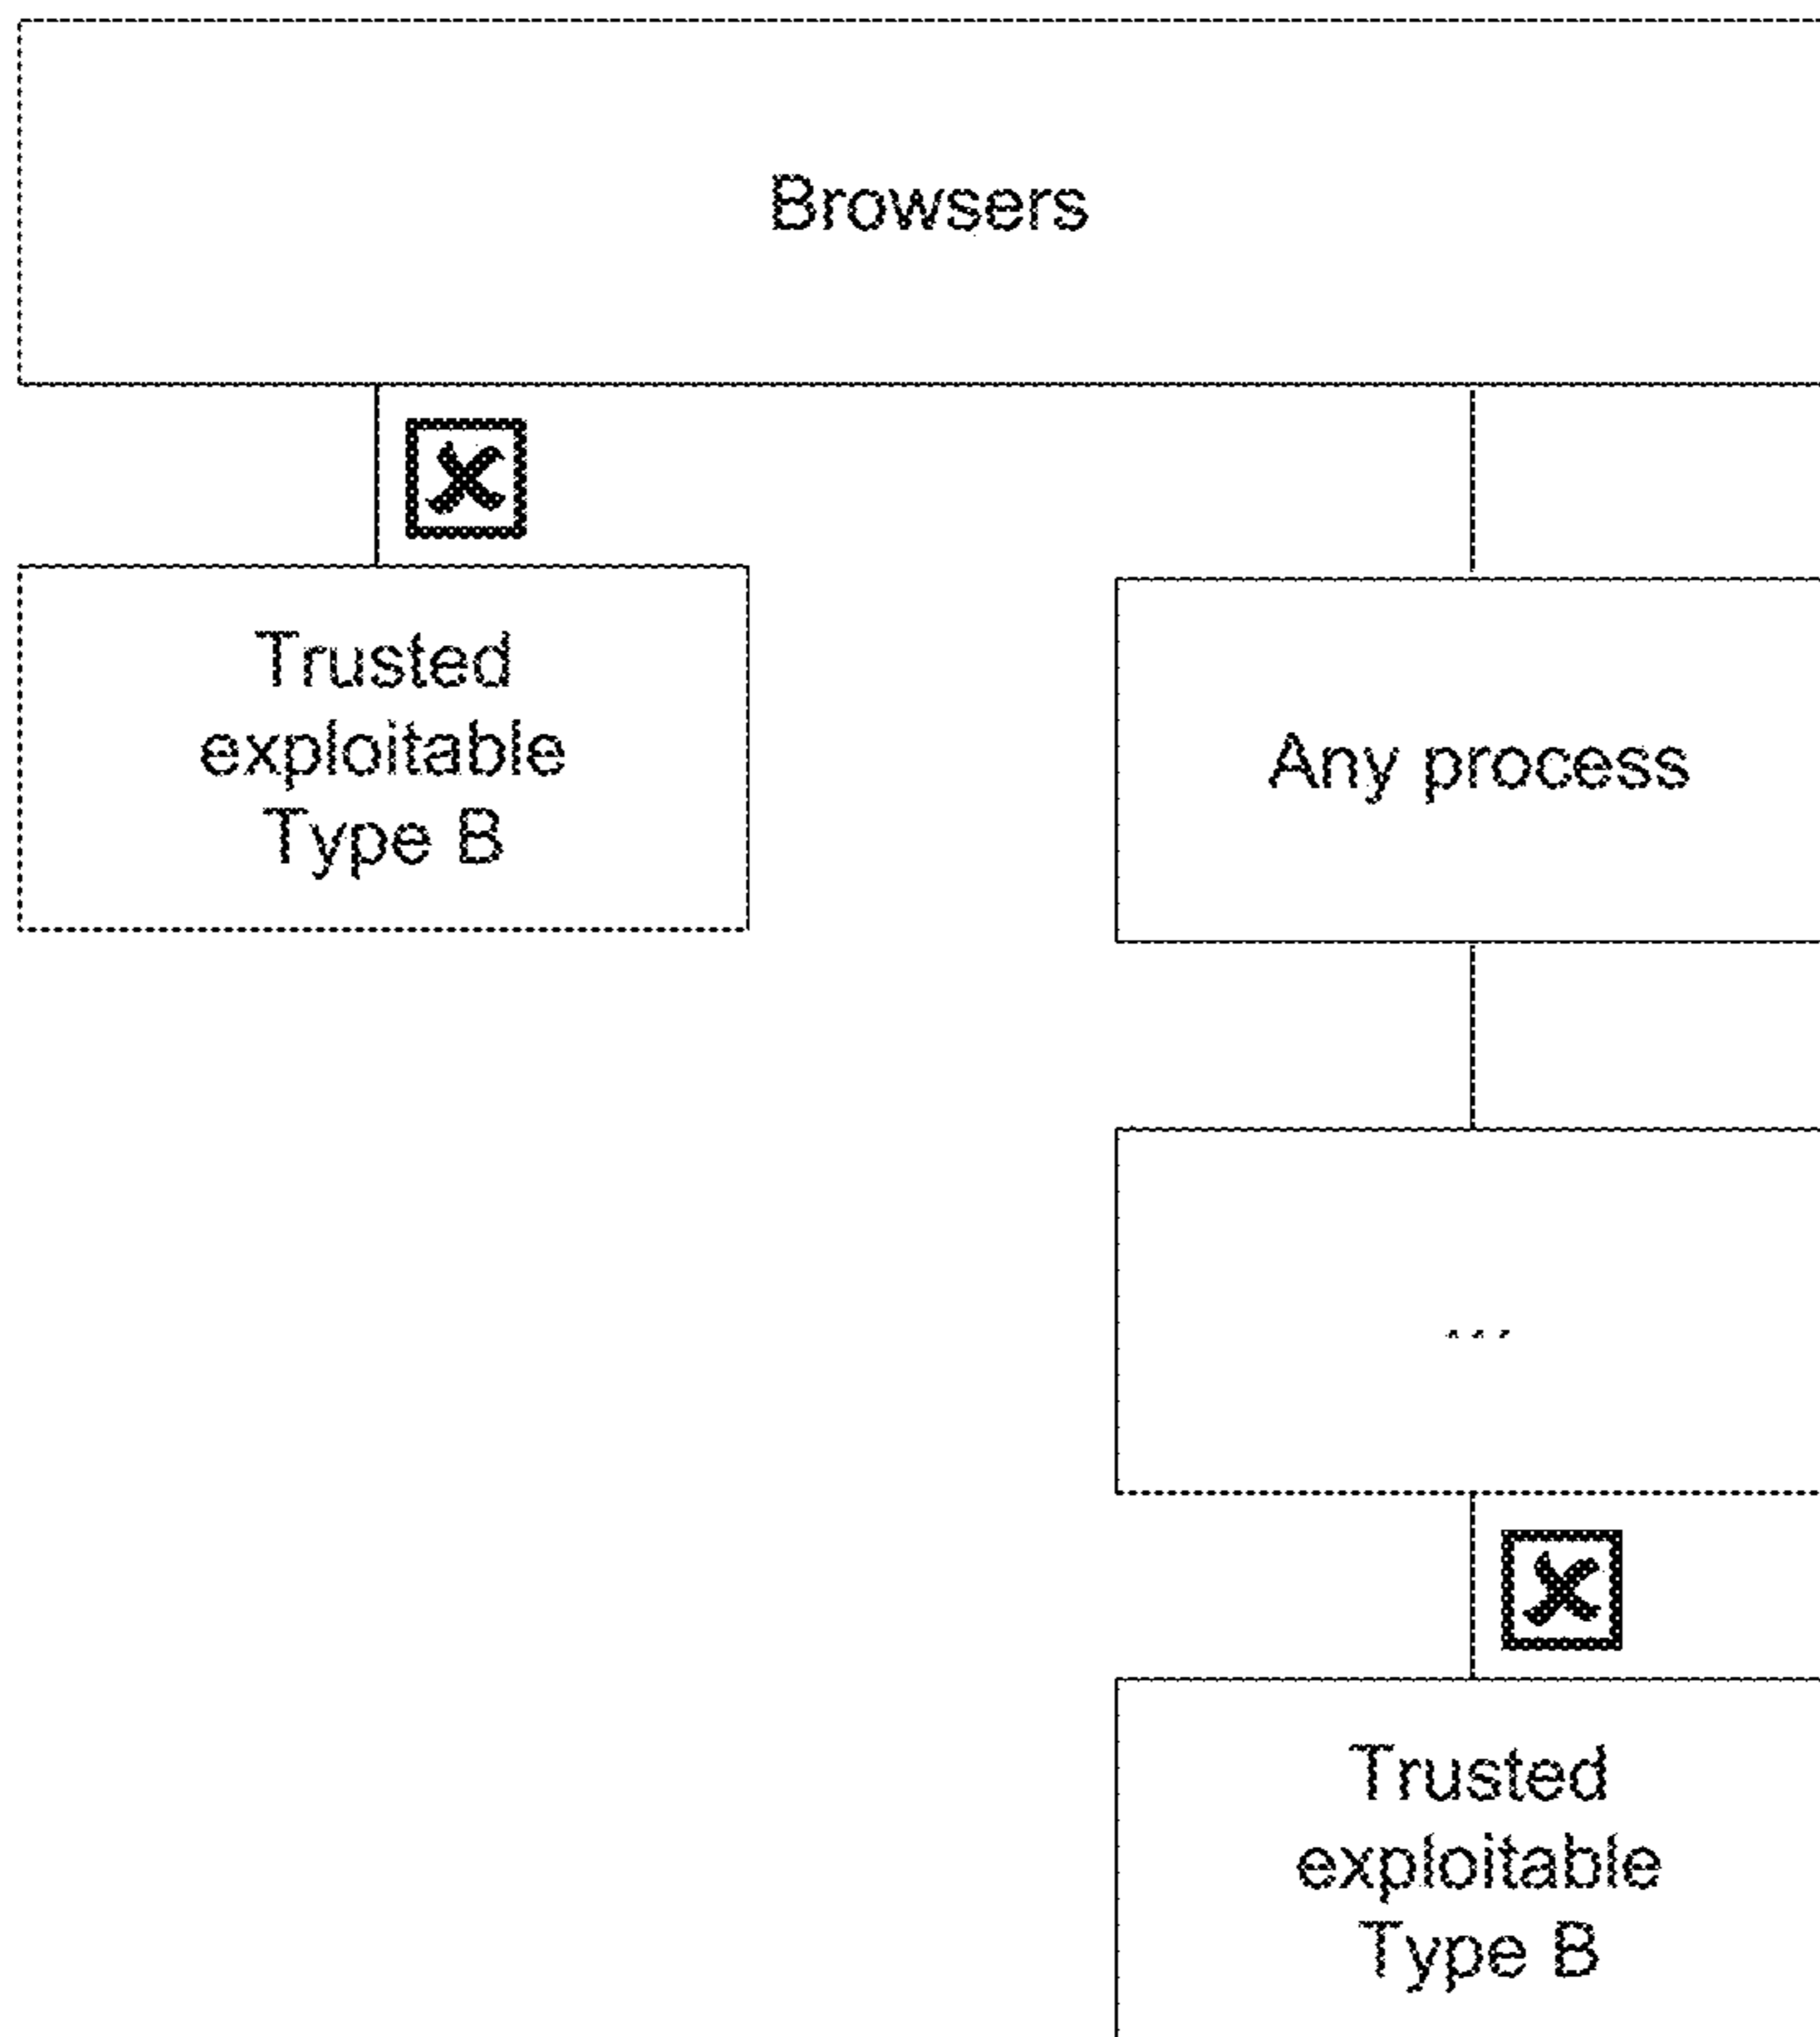 Browsers
Trusted
exploitable
Type B
Any process
...
Trusted
exploitable
Type B